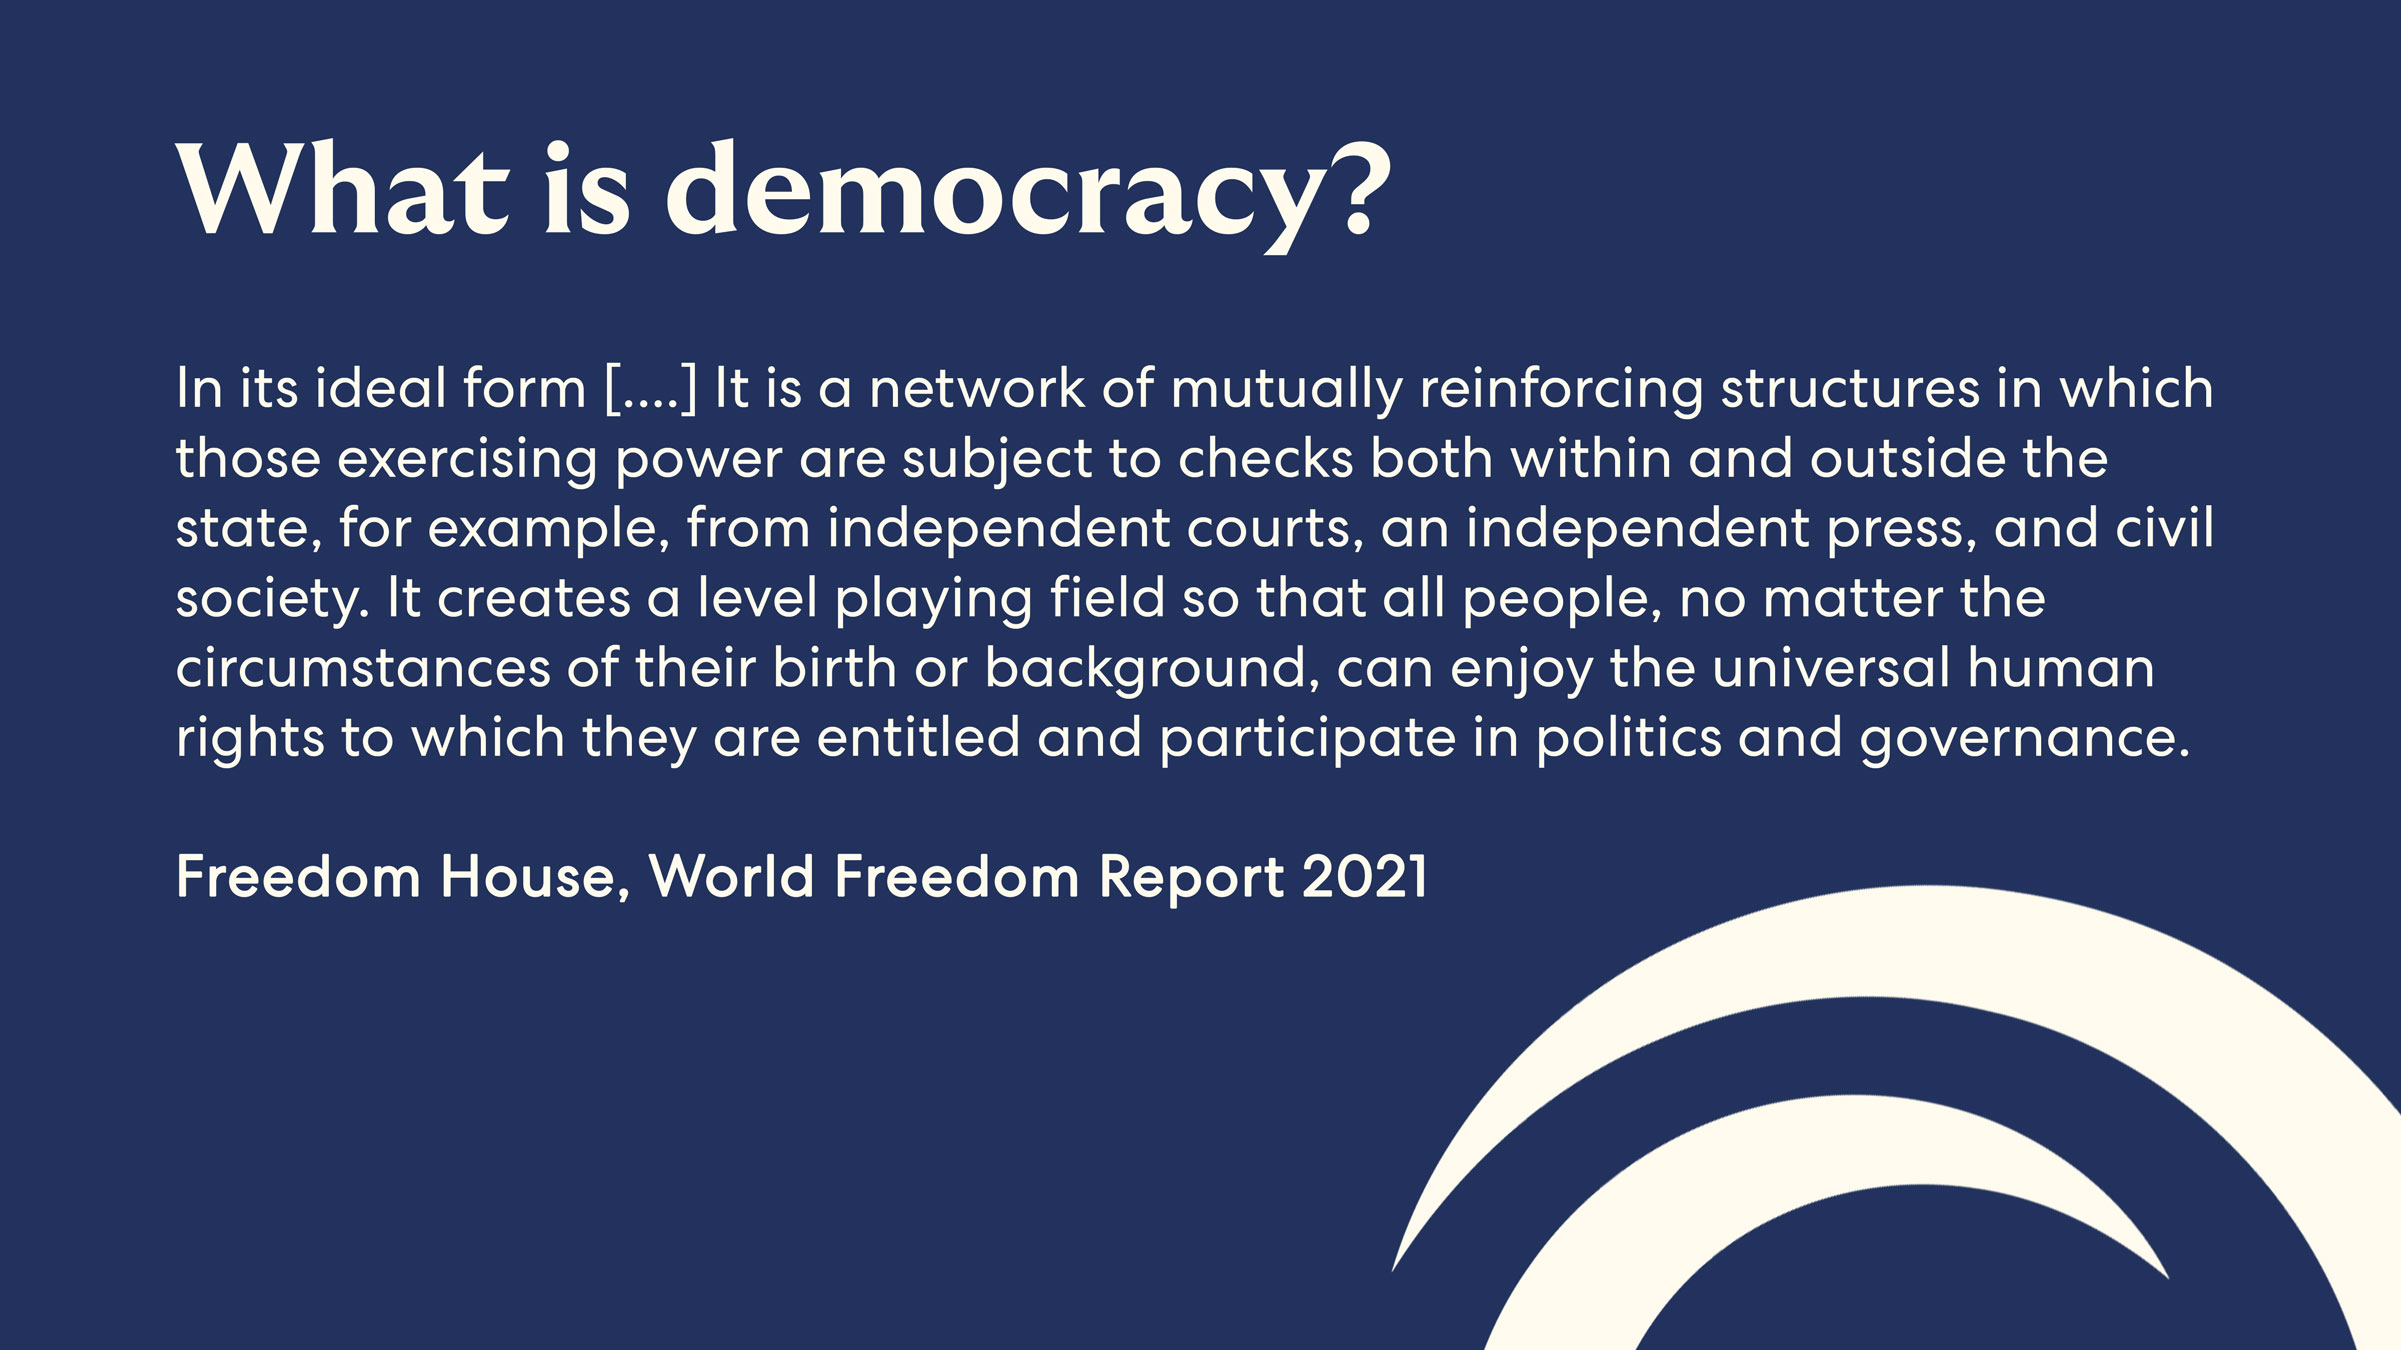 What is democracy?
In its ideal form [....] It is a network of mutually reinforcing structures in which
those exercising power are subject to checks both within and outside the
state, for example, from independent courts, an independent press, and civil
society. It creates a level playing field so that all people, no matter the
circumstances of their birth or background, can enjoy the universal human
rights to which they are entitled and participate in politics and governance.
Freedom House, World Freedom Report 2021